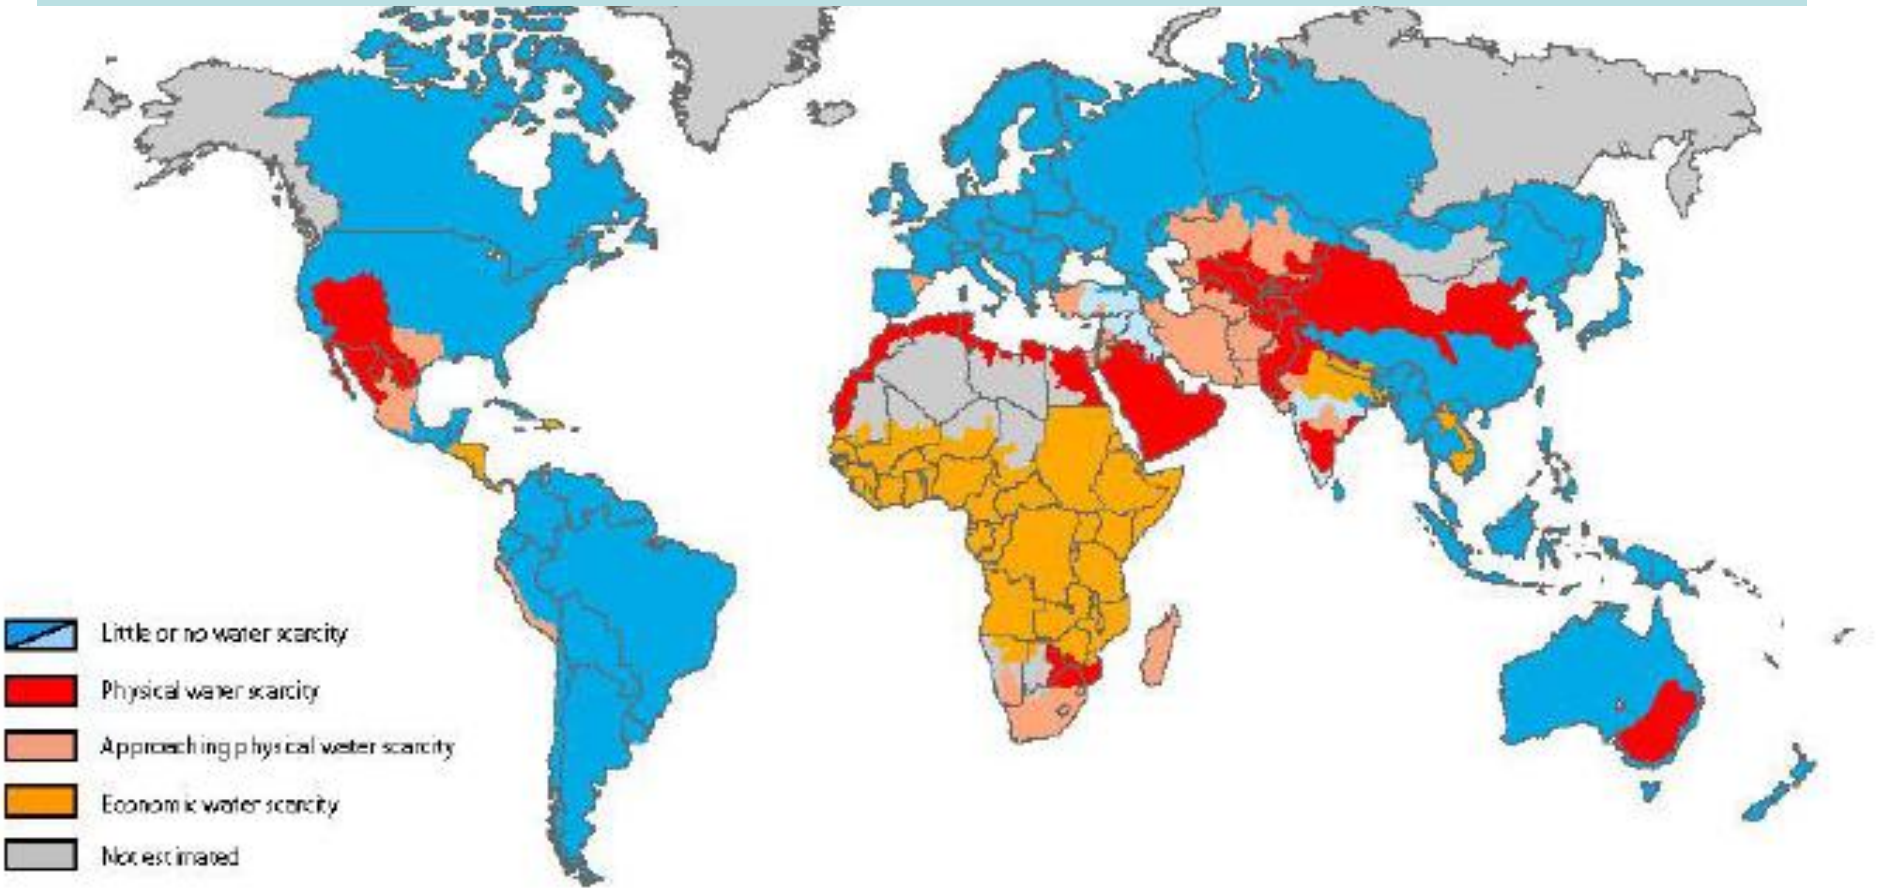 Little or no water scarcity
Physical water scarcity
Approaching physical water scarcity
Economic water scarcity
Not estimated